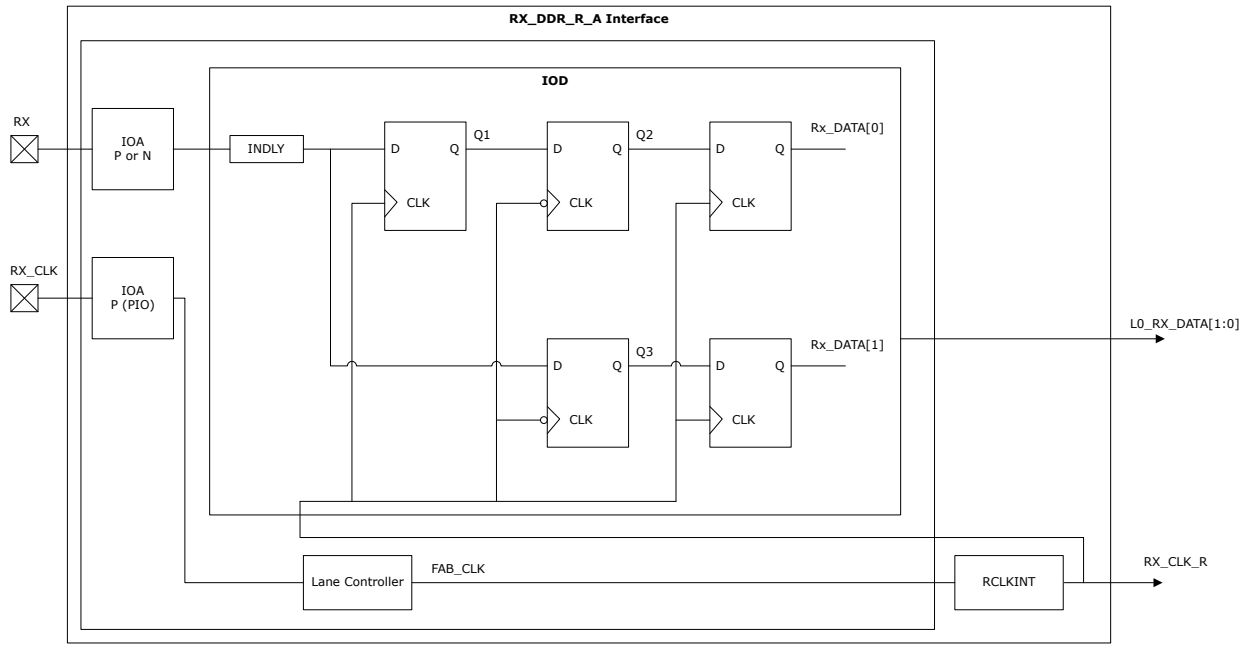 RX_DDR_R_A Interface
IOD
RX
IOA
P or N
INDLY
D
Q
CLK
Q1
D
Q
CLK
Q2
D
Q
CLK
Rx_DATA[0]
RX_CLK
IOA
P (PIO)
D
Q
CLK
Q3
D
Q
CLK
Rx_DATA[1]
L0_RX_DATA[1:0]
Lane Controller
FAB_CLK
RCLKINT
RX_CLK_R